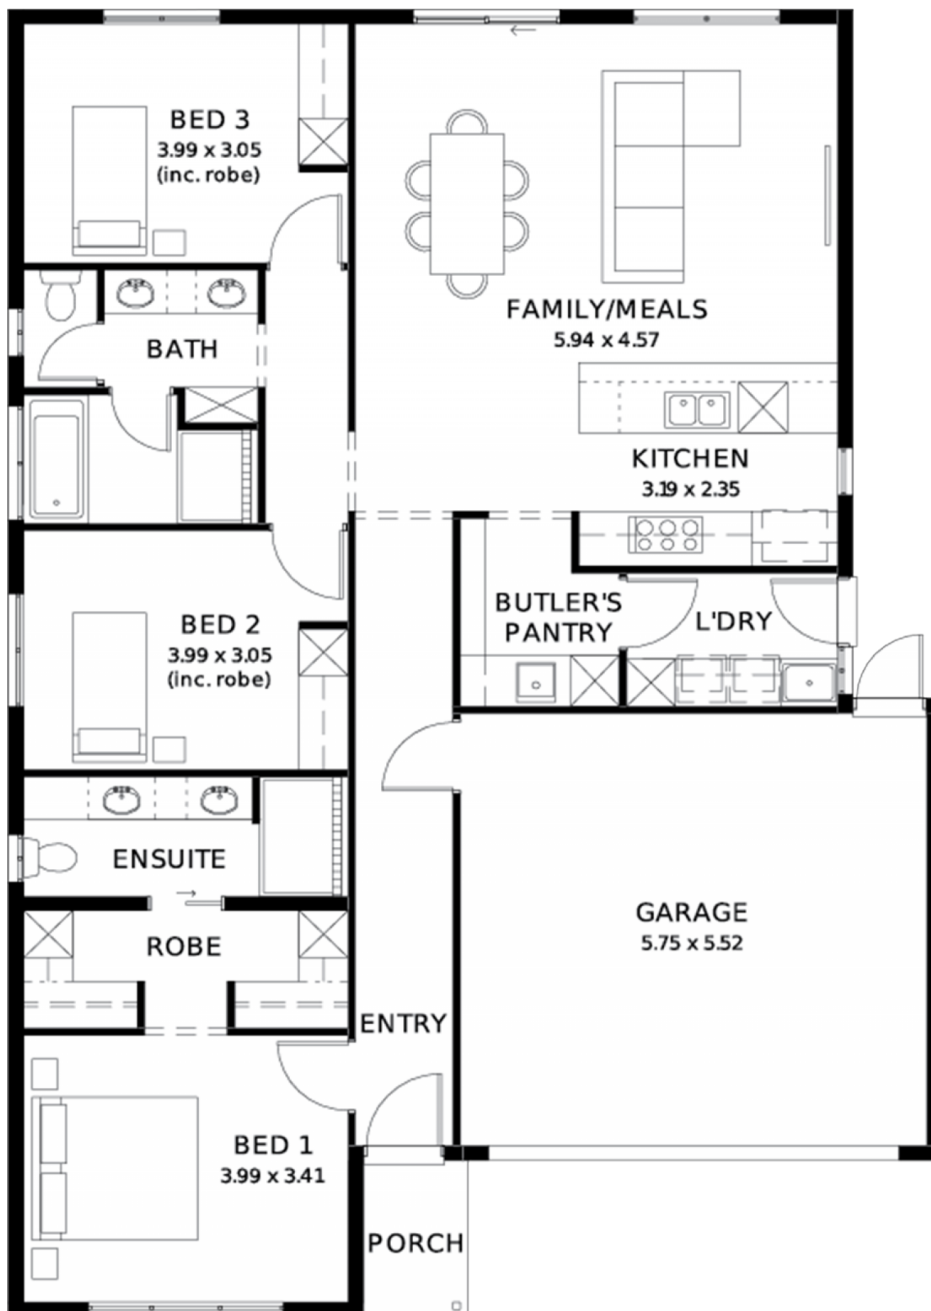 BED 3
3.99 x 3.05
(inc. robe)
FAMILY/MEALS
5.94 x 4.57
BATH
KITCHEN
3.19 x 2.35
BED 2
3.99 x 3.05
(inc. robe)
BUTLER'S
PANTRY
L'DRY
ENSUITE
ROBE
GARAGE
5.75 x 5.52
ENTRY
BED 1
3.99 x 3.41
PORCH